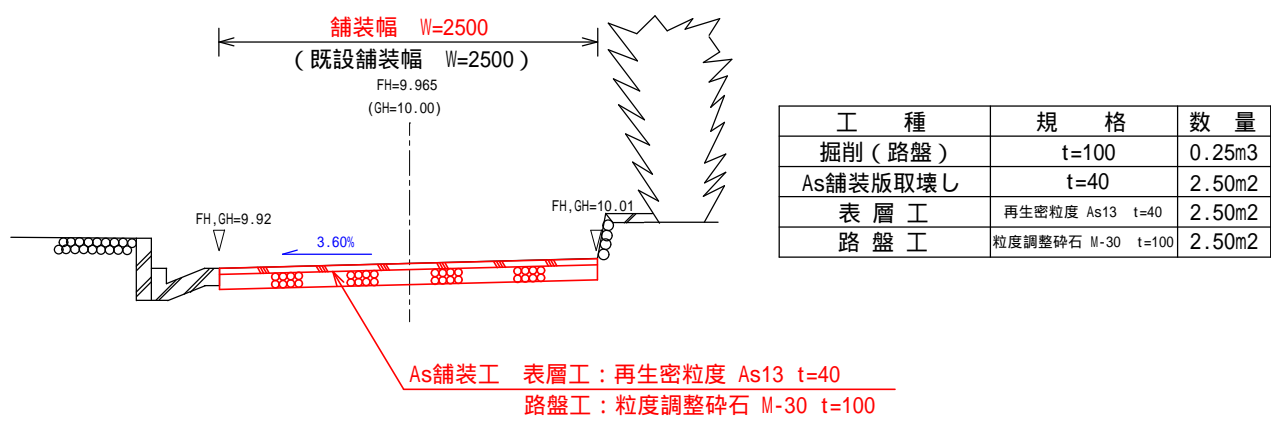 舗装幅 W=2500
(既設舗装幅 W=2500)
FH=9.965
(GH=10.00)
FH,GH=9.92
3.60%
FH,GH=10.01
As舗装工 表層工:再生密粒度 As13 t=40
路盤工:粒度調整砕石 M-30 t=100
工 種 規 格 数 量
掘削(路盤) t=100 0.25m3
As舗装版取壊し t=40 2.50m2
表 層 工 再生密粒度 As13 t=40 2.50m2
路 盤 工 粒度調整砕石 M-30 t=100 2.50m2